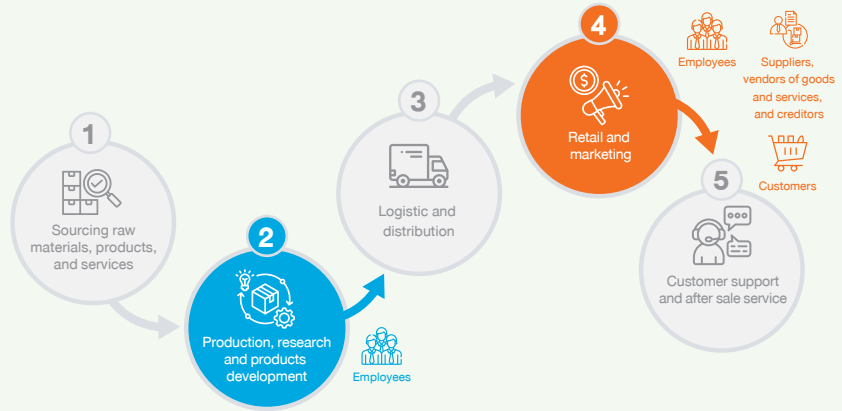 1
Sourcing raw
materials, products,
and services
2
Production, research
and products
development
Employees
3
Logistic and
distribution
4
$
Retail and
marketing
Employees
Suppliers,
vendors of goods
and services,
and creditors
Customers
5
Customer support
and after sale service